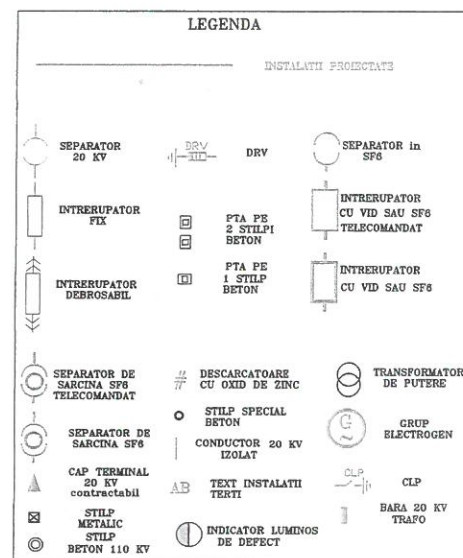 LEGENDA
INSTALATII PROIECTATE
SEPARATOR
20 KV
DRV
DRV
SEPARATOR in
SF6
INTRERUPATOR
FIX
PTA PE
2 STILPI
BETON
INTRERUPATOR
CU VID SAU SF6
TELECOMANDAT
INTRERUPATOR
DEBROSABIL
PTA PE
1 STILP
BETON
INTRERUPATOR
CU VID SAU SF6
SEPARATOR DE
SARCINA SF6
TELECOMANDAT
DESCARCATOARE
CU OXID DE ZINC
TRANSFORMATOR
DE PUTERE
STILP SPECIAL
BETON
SEPARATOR DE
SARCINA SF6
CONDUCTOR 20 KV
IZOLAT
G
~
GRUP
ELECTROGEN
CAP TERMINAL
20 KV
contractabil
AB
TEXT INSTALATII
TERTI
CLP
CLP
STILP
METALIC
BARA 20 KV
TRAFO
STILP
BETON 110 KV
INDICATOR LUMINOS
DE DEFECT